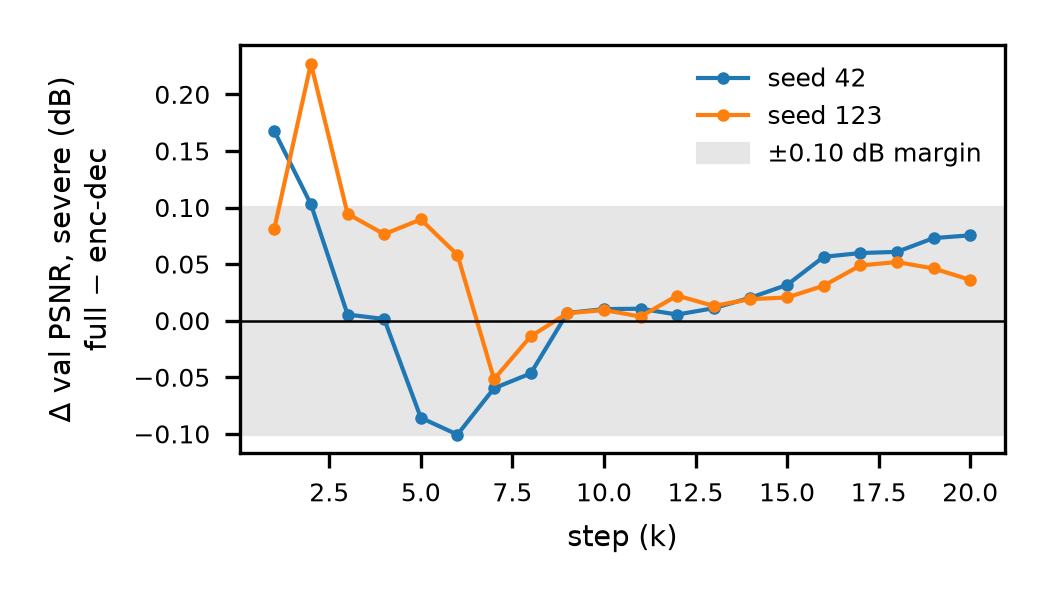 Δ val PSNR, severe (dB)
full − enc-dec
0.20
0.15
0.10
0.05
0.00
−0.05
−0.10
seed 42
seed 123
±0.10 dB margin
2.5 5.0 7.5 10.0 12.5 15.0 17.5 20.0
step (k)